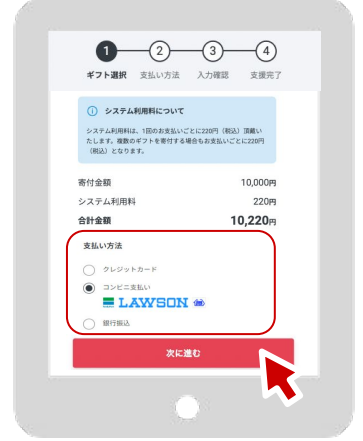 1 2 3 4
ギフト選択 支払い方法 入力確認 支援完了
システム利用料について
システム利用料は、1回のお支払いごとに220円（税込）頂戴い
たします。複数のギフトを寄付する場合もお支払いごとに220円
（税込）となります。
寄付金額 10,000円
システム利用料 220円
合計金額 10,220円
支払い方法
クレジットカード
コンビニ支払い
LAWSON
銀行振込
次に進む